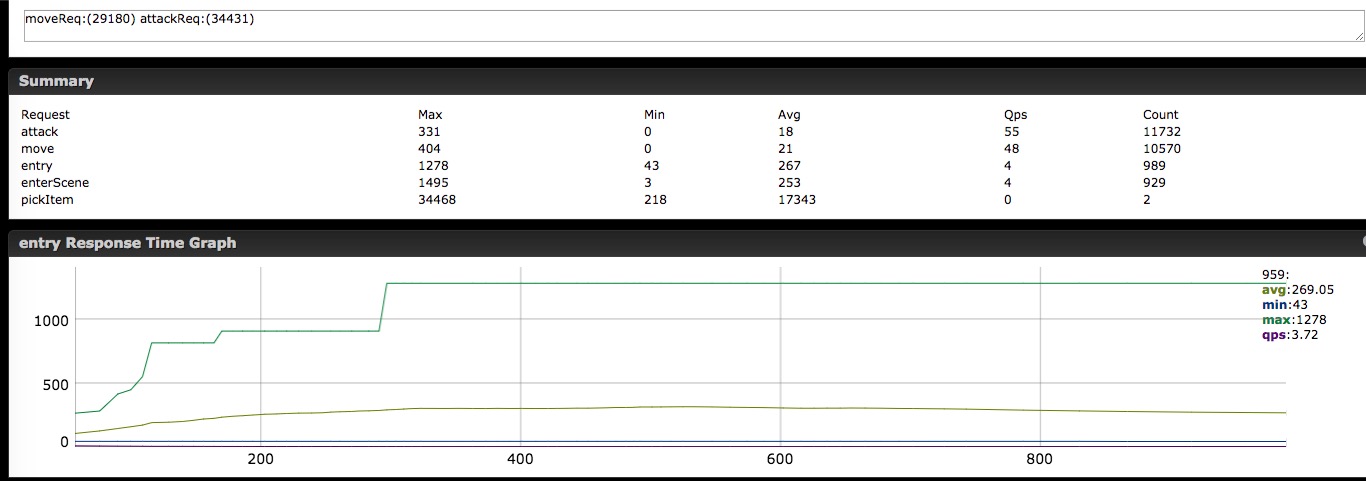 moveReq:(29180) attackReq:(34431)
Summary
Request Max Min Avg Qps Count
attack 331 0 18 55 11732
move 404 0 21 48 10570
entry 1278 43 267 4 989
enterScene 1495 3 253 4 929
pickItem 34468 218 17343 0 2
entry Response Time Graph
959:
avg:269.05
min:43
max:1278
qps:3.72
1000
500
0
200 400 600 800